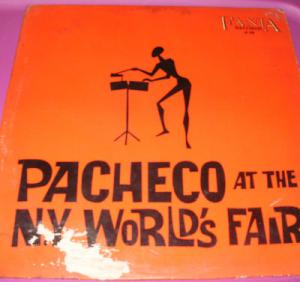 FANIA
PACHECO AT THE
N.Y. WORLD'S FAIR